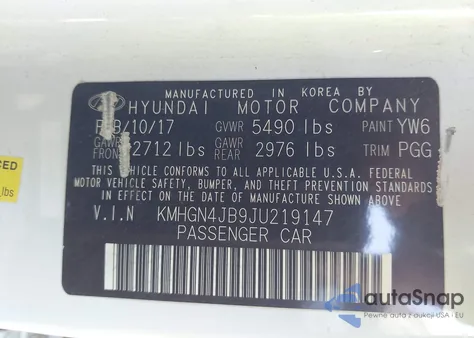 MANUFACTURED IN KOREA BY
HYUNDAI MOTOR COMPANY
/10/17 GVWR 5490 lbs PAINT YW6
GAWR FRONT 2712 lbs GAWR REAR 2976 lbs TRIM PGG
THIS VEHICLE CONFORMS TO ALL APPLICABLE U.S.A. FEDERAL
MOTOR VEHICLE SAFETY, BUMPER, AND THEFT PREVENTION STANDARDS
IN EFFECT ON THE DATE OF MANUFACTURE SHOWN ABOVE.
V.I.N KMHGN4JB9JU219147
PASSENGER CAR
CED
lbs
autoSnap
Pewne auto z aukcji USA i EU